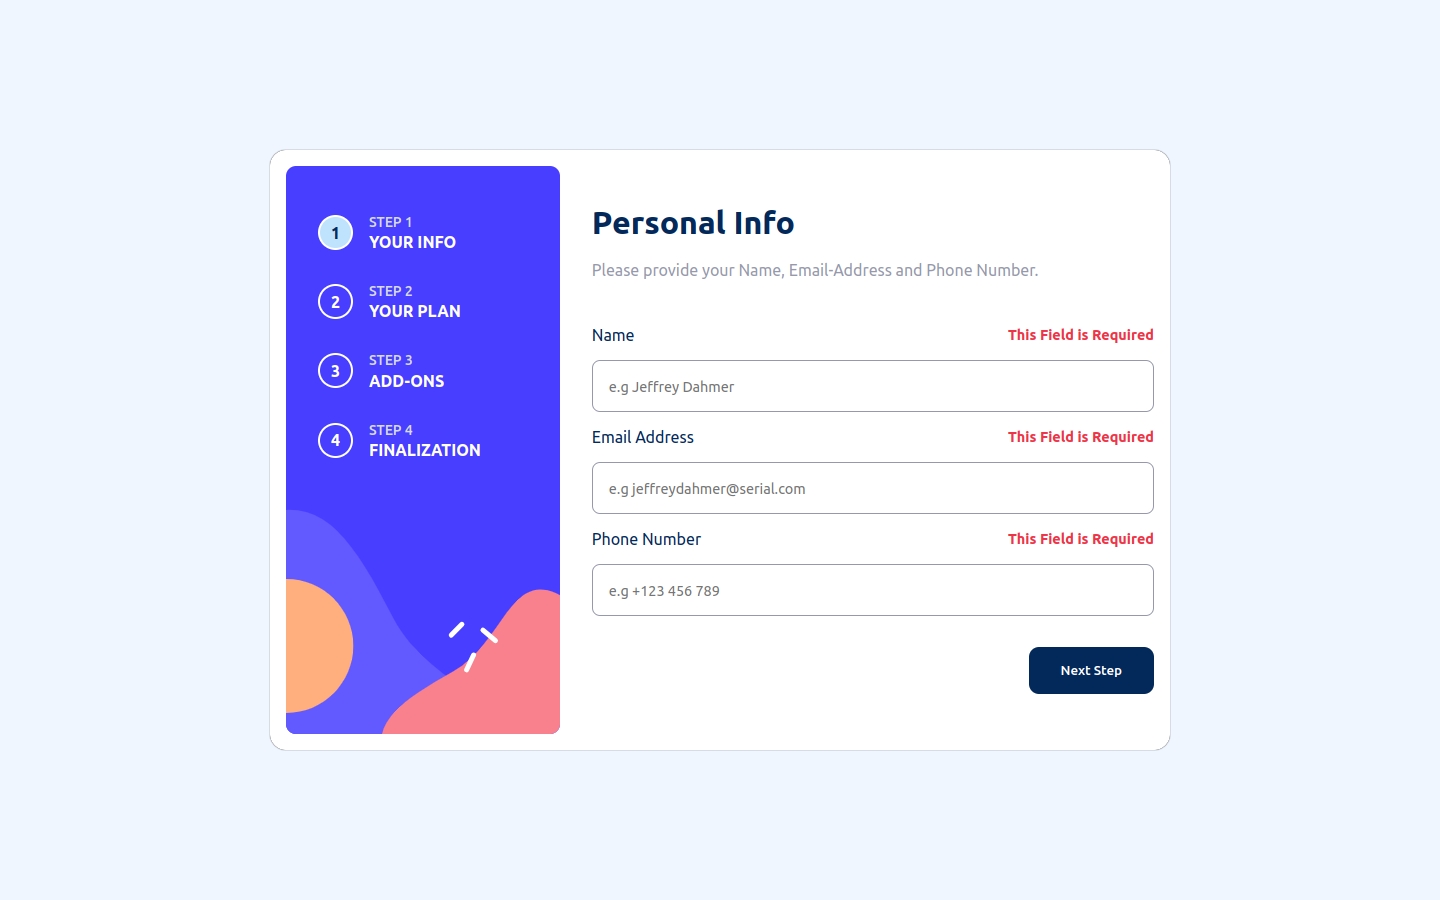 1
STEP 1
YOUR INFO
2
STEP 2
YOUR PLAN
3
STEP 3
ADD-ONS
4
STEP 4
FINALIZATION
Personal Info
Please provide your Name, Email-Address and Phone Number.
Name
This Field is Required
e.g Jeffrey Dahmer
Email Address
This Field is Required
e.g jeffreydahmer@serial.com
Phone Number
This Field is Required
e.g +123 456 789
Next Step